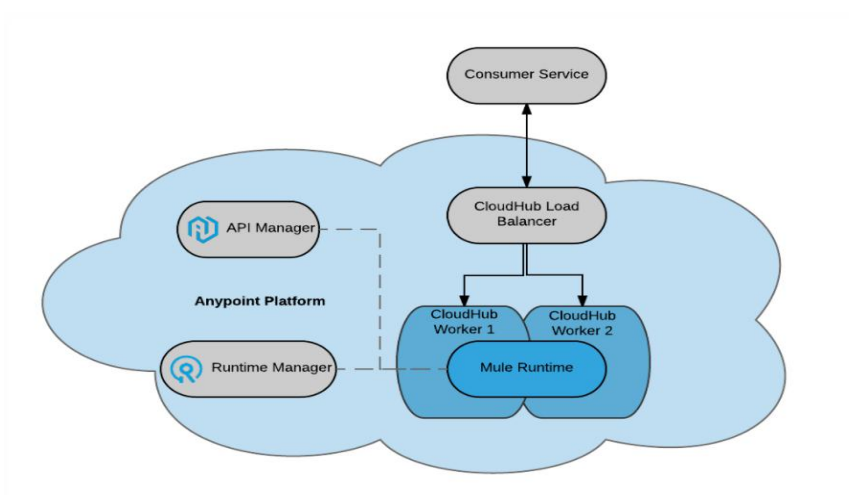 Consumer Service
CloudHub Load
Balancer
API Manager
Anypoint Platform
CloudHub
Worker 1
CloudHub
Worker 2
Runtime Manager
Mule Runtime